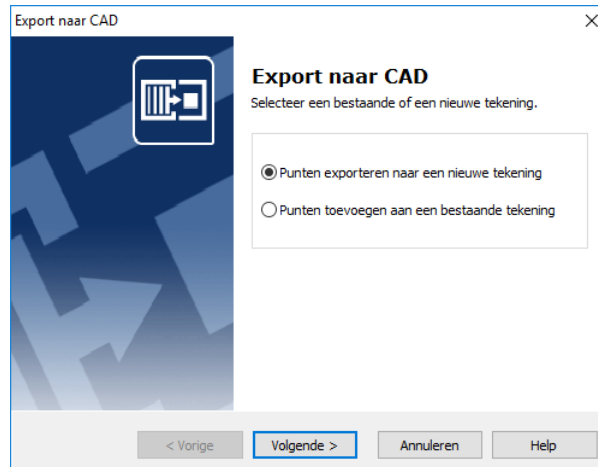 Export naar CAD
Export naar CAD
Selecteer een bestaande of een nieuwe tekening.
Punten exporteren naar een nieuwe tekening
Punten toevoegen aan een bestaande tekening
< Vorige
Volgende >
Annuleren
Help